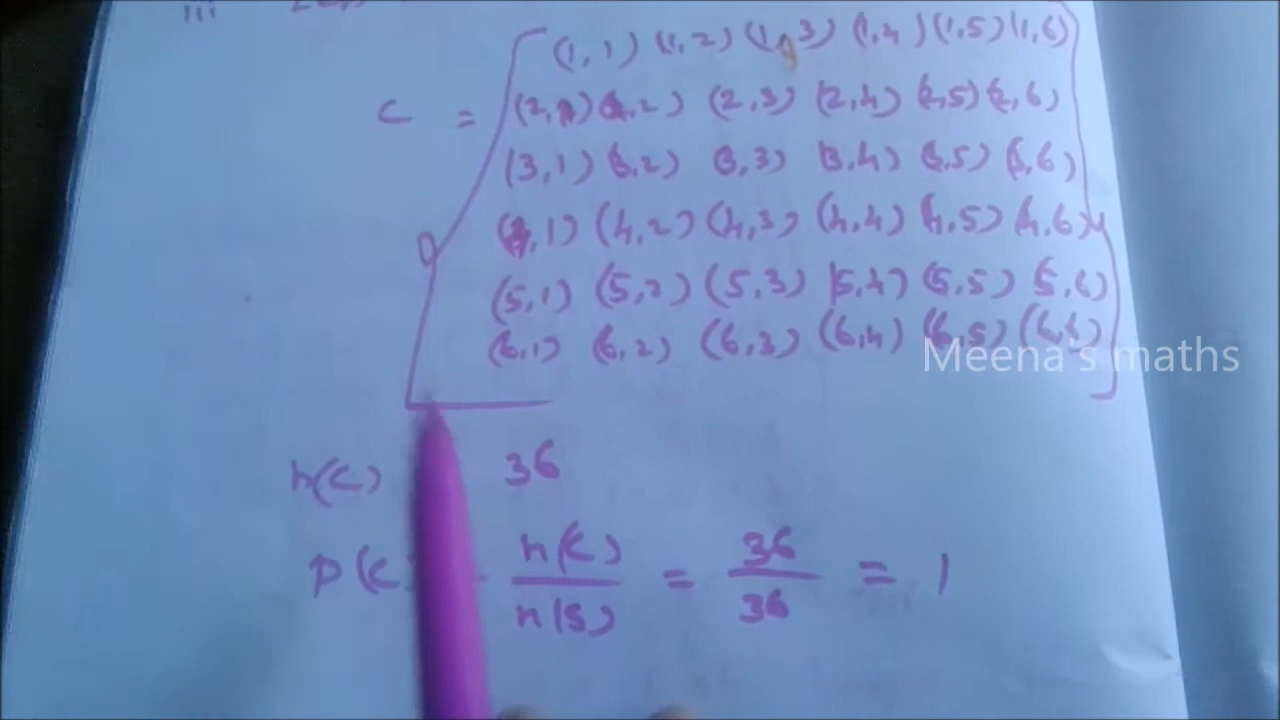 iii
(1,1) (1,2) (1,3) (1,4) (1,5) (1,6)
C = (2,1) (2,2) (2,3) (2,4) (2,5) (2,6)
(3,1) (3,2) (3,3) (3,4) (3,5) (3,6)
(4,1) (4,2) (4,3) (4,4) (4,5) (4,6)
(5,1) (5,2) (5,3) (5,4) (5,5) (5,6)
(6,1) (6,2) (6,3) (6,4) (6,5) (6,6)
Meena's maths
n(C) 36
P(C) n(C)/n(S) = 36/36 = 1